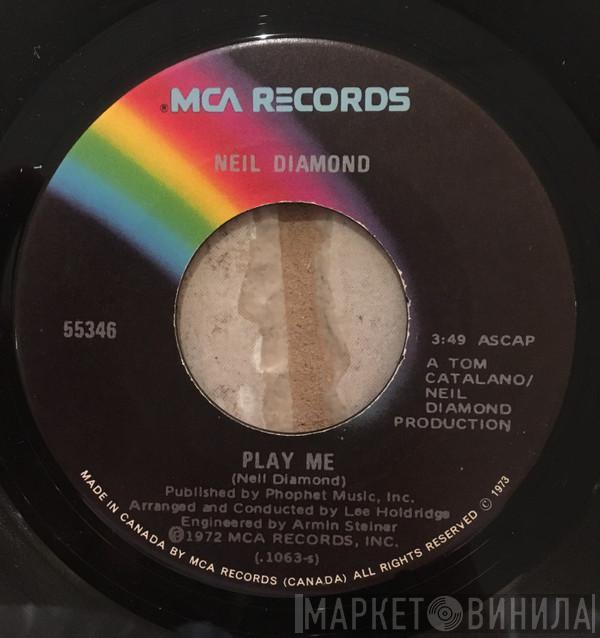 ®MCA RECORDS
NEIL DIAMOND
55346
3:49 ASCAP
A TOM
CATALANO/
NEIL
DIAMOND
PRODUCTION
PLAY ME
(Neil Diamond)
Published by Phophet Music, Inc.
Arranged and Conducted by Lee Holdridge
Engineered by Armin Steiner
℗1972 MCA RECORDS, INC.
(.1063-s)
MADE IN CANADA BY MCA RECORDS (CANADA) ALL RIGHTS RESERVED © 1973
МАРКЕТ ВИНИЛА